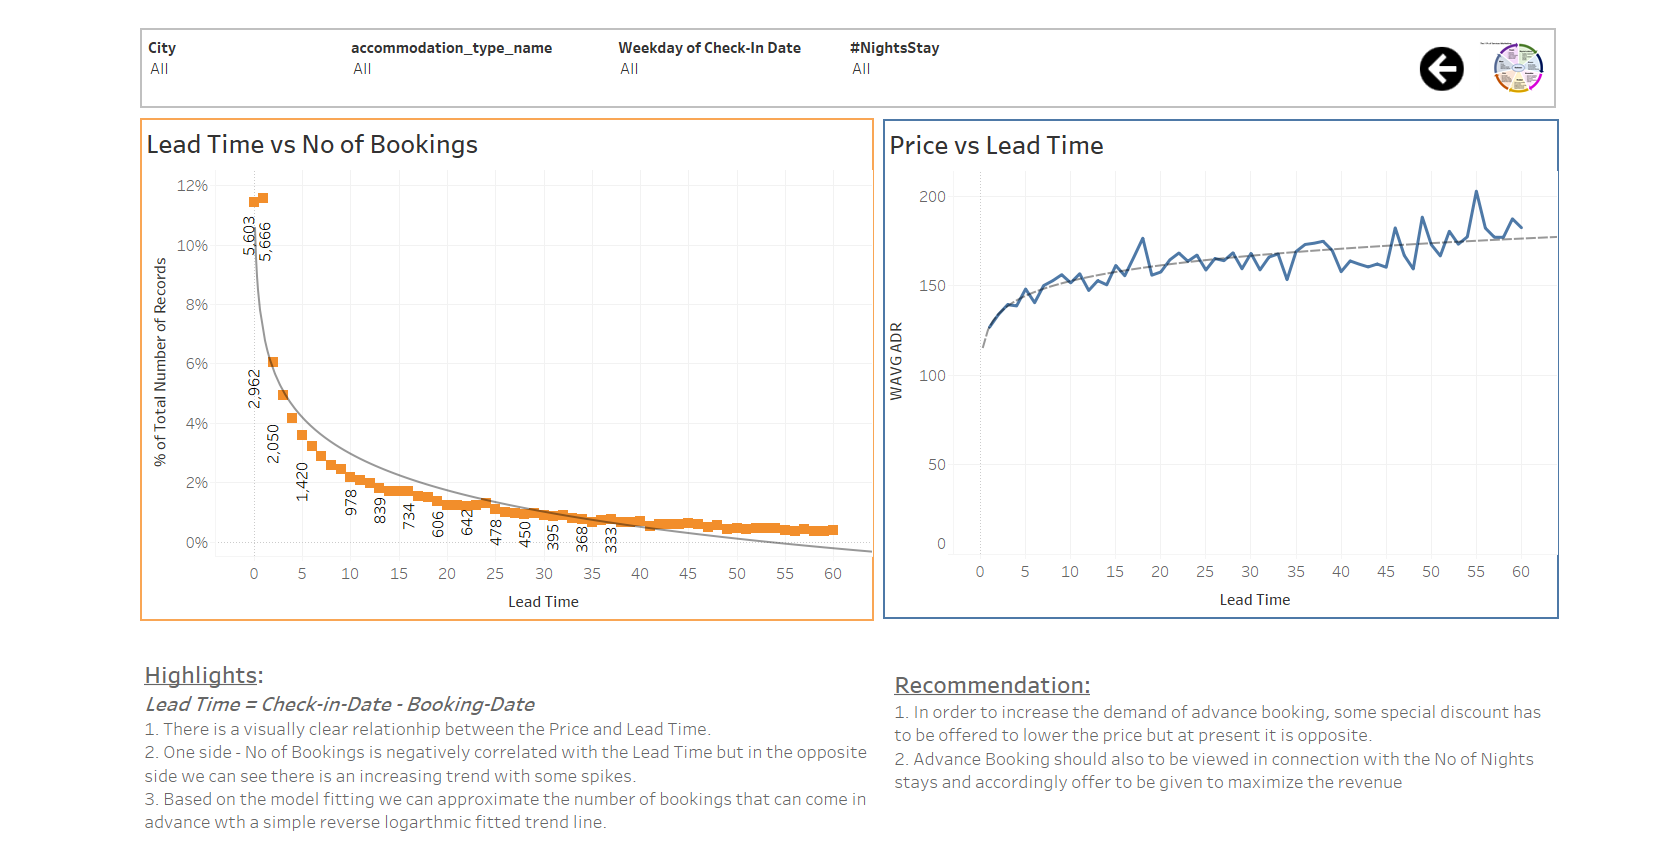 City accommodation_type_name Weekday of Check-In Date #NightsStay
All All All All
Lead Time vs No of Bookings
12%
10%
8%
6%
4%
2%
0%
% of Total Number of Records
5,603
5,666
2,962
2,050
1,420
978
839
734
606
642
478
450
395
368
333
0 5 10 15 20 25 30 35 40 45 50 55 60
Lead Time
Price vs Lead Time
200
150
100
50
0
WAVG ADR
0 5 10 15 20 25 30 35 40 45 50 55 60
Lead Time
Highlights:
Lead Time = Check-in-Date - Booking-Date
1. There is a visually clear relationhip between the Price and Lead Time.
2. One side - No of Bookings is negatively correlated with the Lead Time but in the opposite
side we can see there is an increasing trend with some spikes.
3. Based on the model fitting we can approximate the number of bookings that can come in
advance wth a simple reverse logarthmic fitted trend line.
Recommendation:
1. In order to increase the demand of advance booking, some special discount has
to be offered to lower the price but at present it is opposite.
2. Advance Booking should also to be viewed in connection with the No of Nights
stays and accordingly offer to be given to maximize the revenue